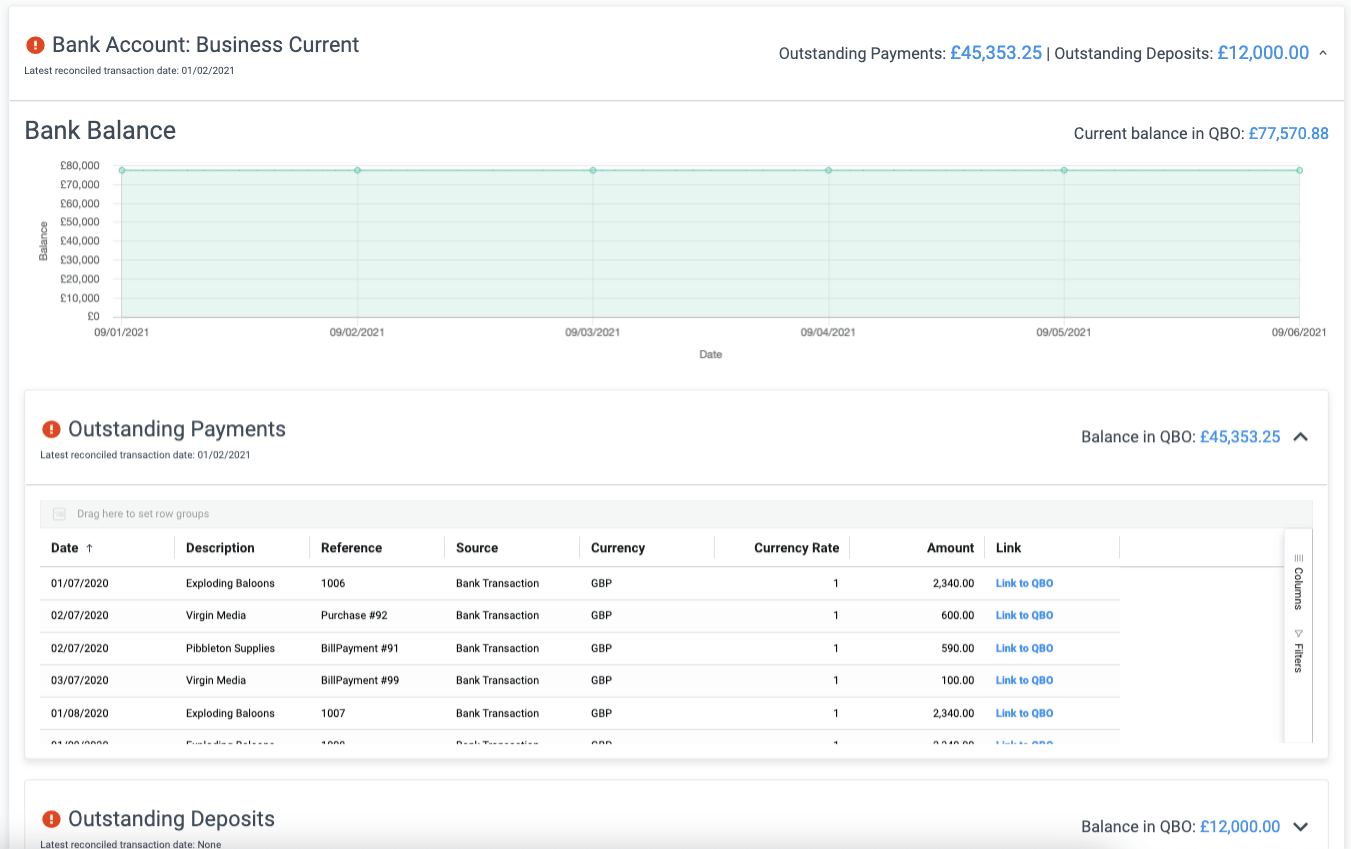 Bank Account: Business Current
Latest reconciled transaction date: 01/02/2021
Outstanding Payments: £45,353.25 | Outstanding Deposits: £12,000.00
Bank Balance
Current balance in QBO: £77,570.88
£80,000
£70,000
£60,000
£50,000
£40,000
£30,000
£20,000
£10,000
£0
Balance
09/01/2021 09/02/2021 09/03/2021 09/04/2021 09/05/2021 09/06/2021
Date
Outstanding Payments
Latest reconciled transaction date: 01/02/2021
Balance in QBO: £45,353.25
Drag here to set row groups
Date ↑ Description Reference Source Currency Currency Rate Amount Link
01/07/2020 Exploding Baloons 1006 Bank Transaction GBP 1 2,340.00 Link to QBO
02/07/2020 Virgin Media Purchase #92 Bank Transaction GBP 1 600.00 Link to QBO
02/07/2020 Pibbleton Supplies BillPayment #91 Bank Transaction GBP 1 590.00 Link to QBO
03/07/2020 Virgin Media BillPayment #99 Bank Transaction GBP 1 100.00 Link to QBO
01/08/2020 Exploding Baloons 1007 Bank Transaction GBP 1 2,340.00 Link to QBO
Columns
Filters
Outstanding Deposits
Latest reconciled transaction date: None
Balance in QBO: £12,000.00